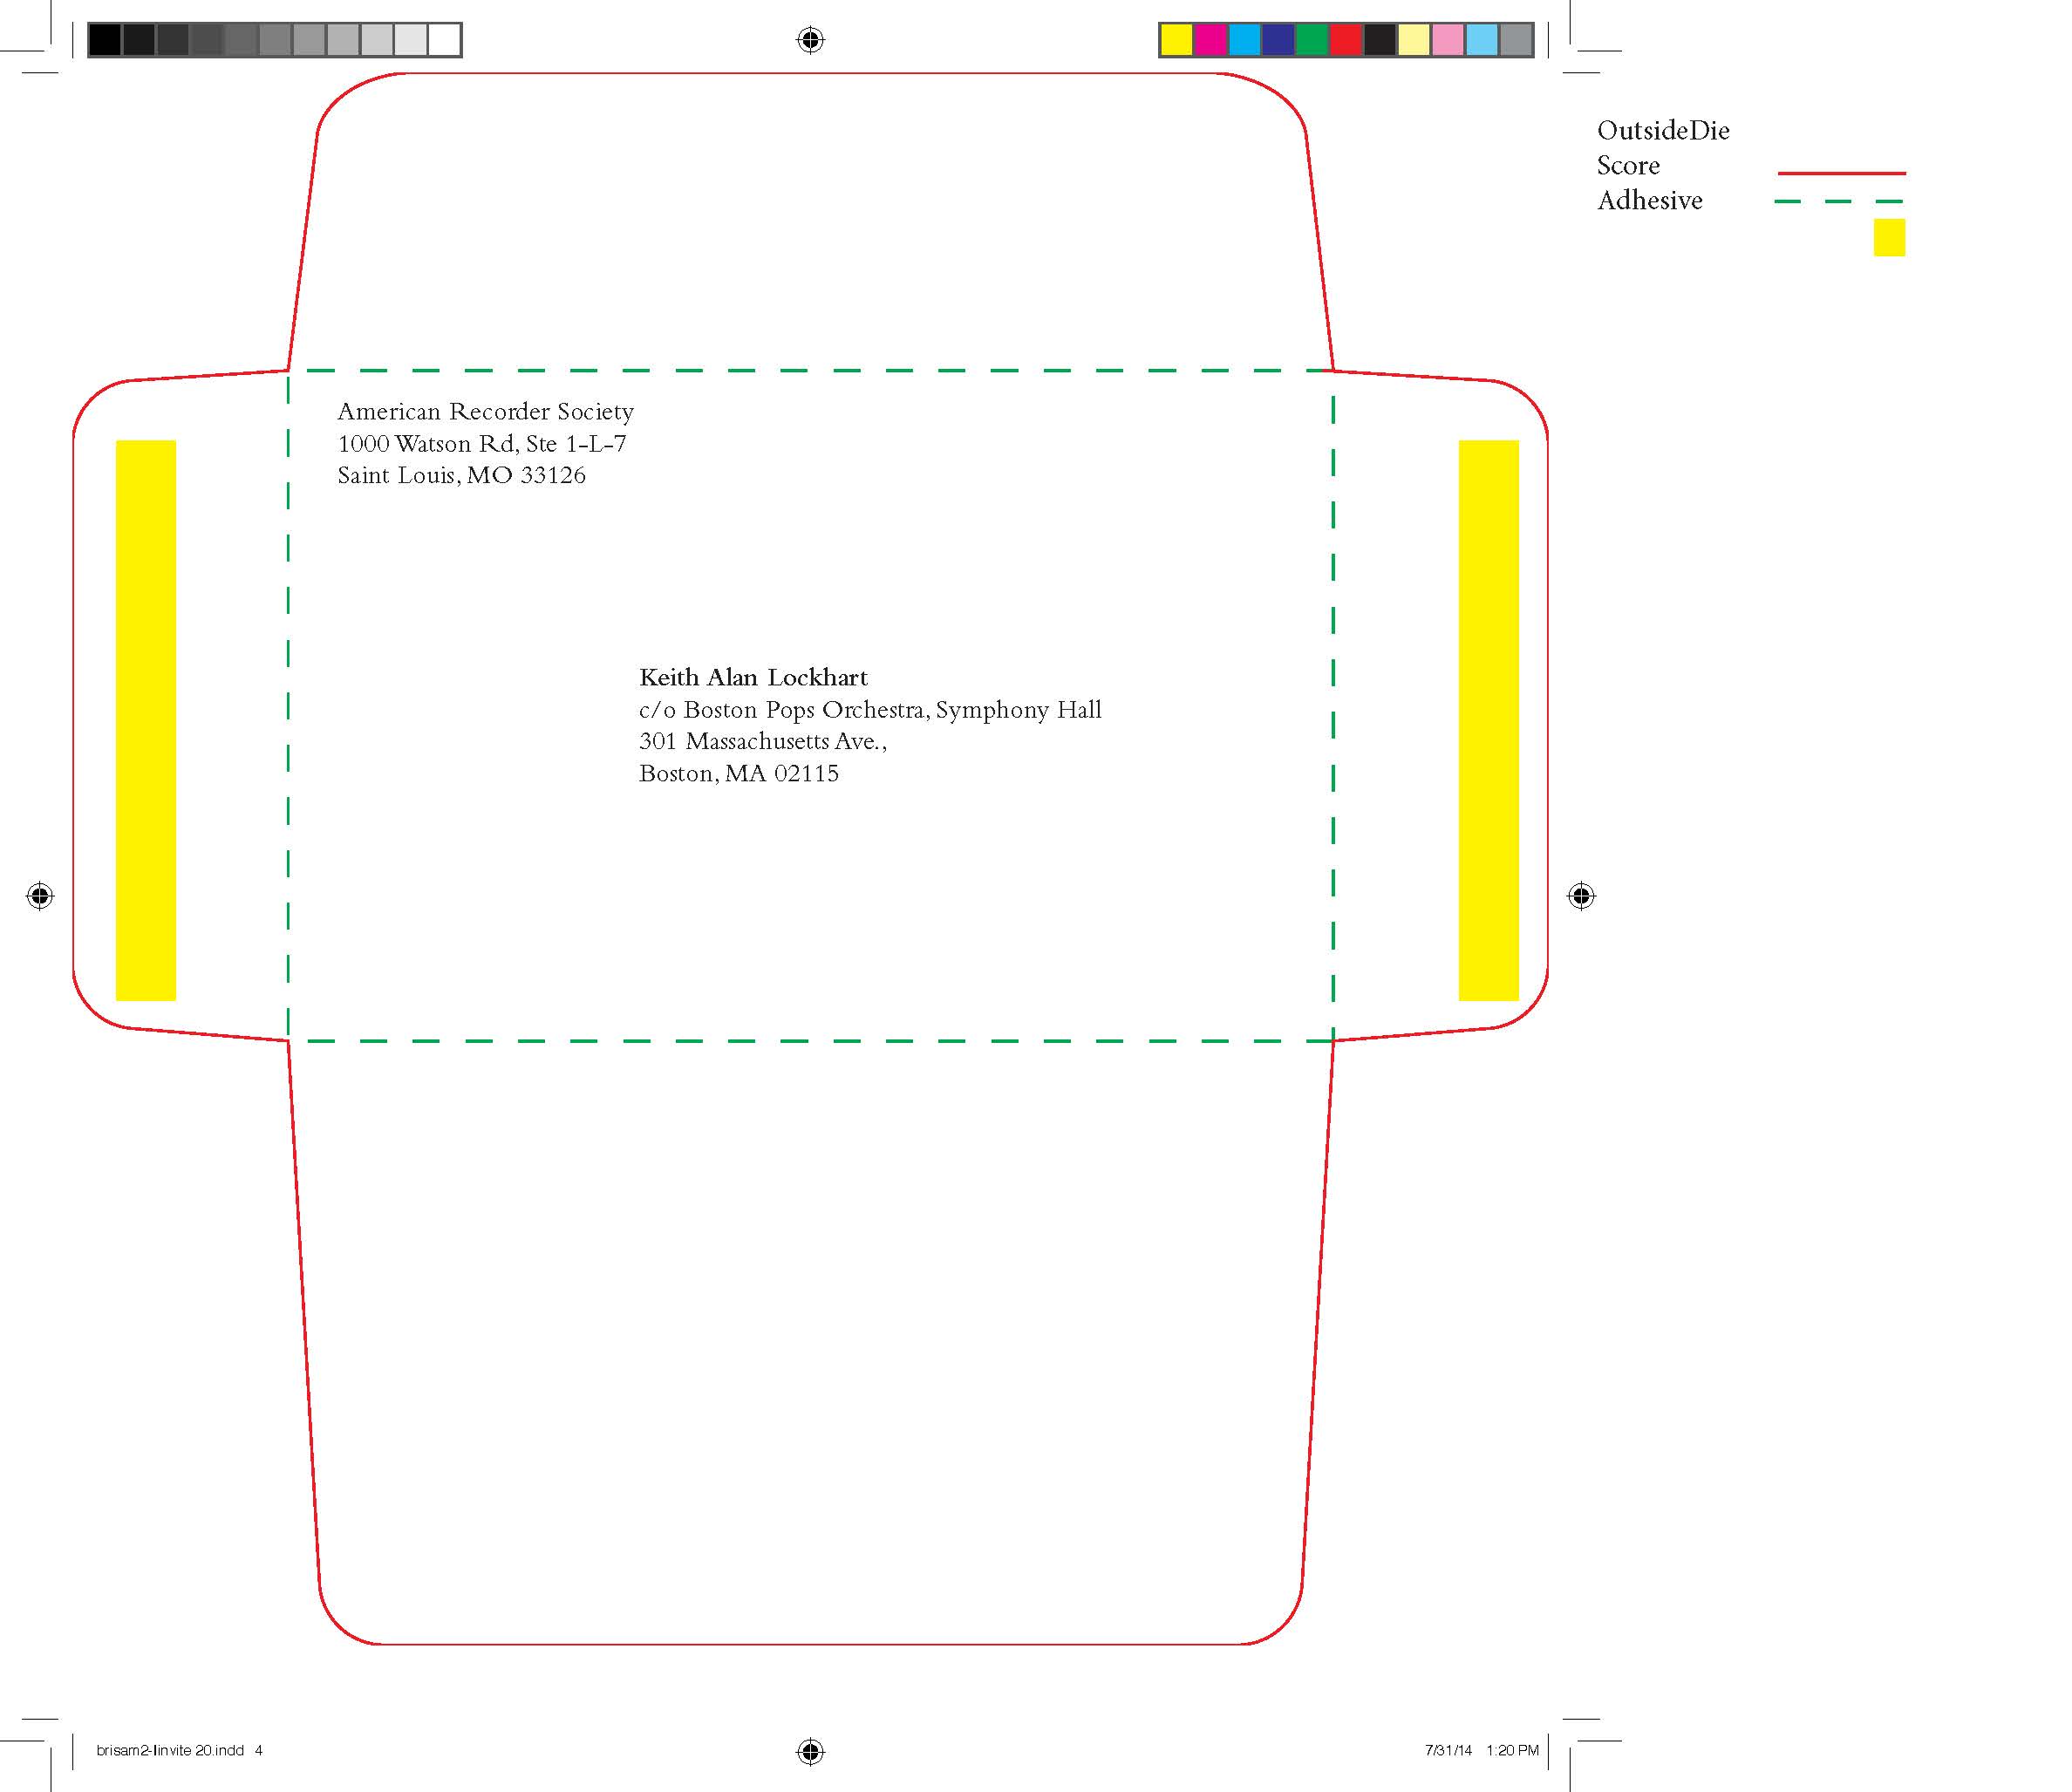 OutsideDie
Score
Adhesive
American Recorder Society
1000 Watson Rd, Ste 1-L-7
Saint Louis, MO 33126
Keith Alan Lockhart
c/o Boston Pops Orchestra, Symphony Hall
301 Massachusetts Ave.,
Boston, MA 02115
brisam2-Iinvite 20.indd 4
7/31/14 1:20 PM